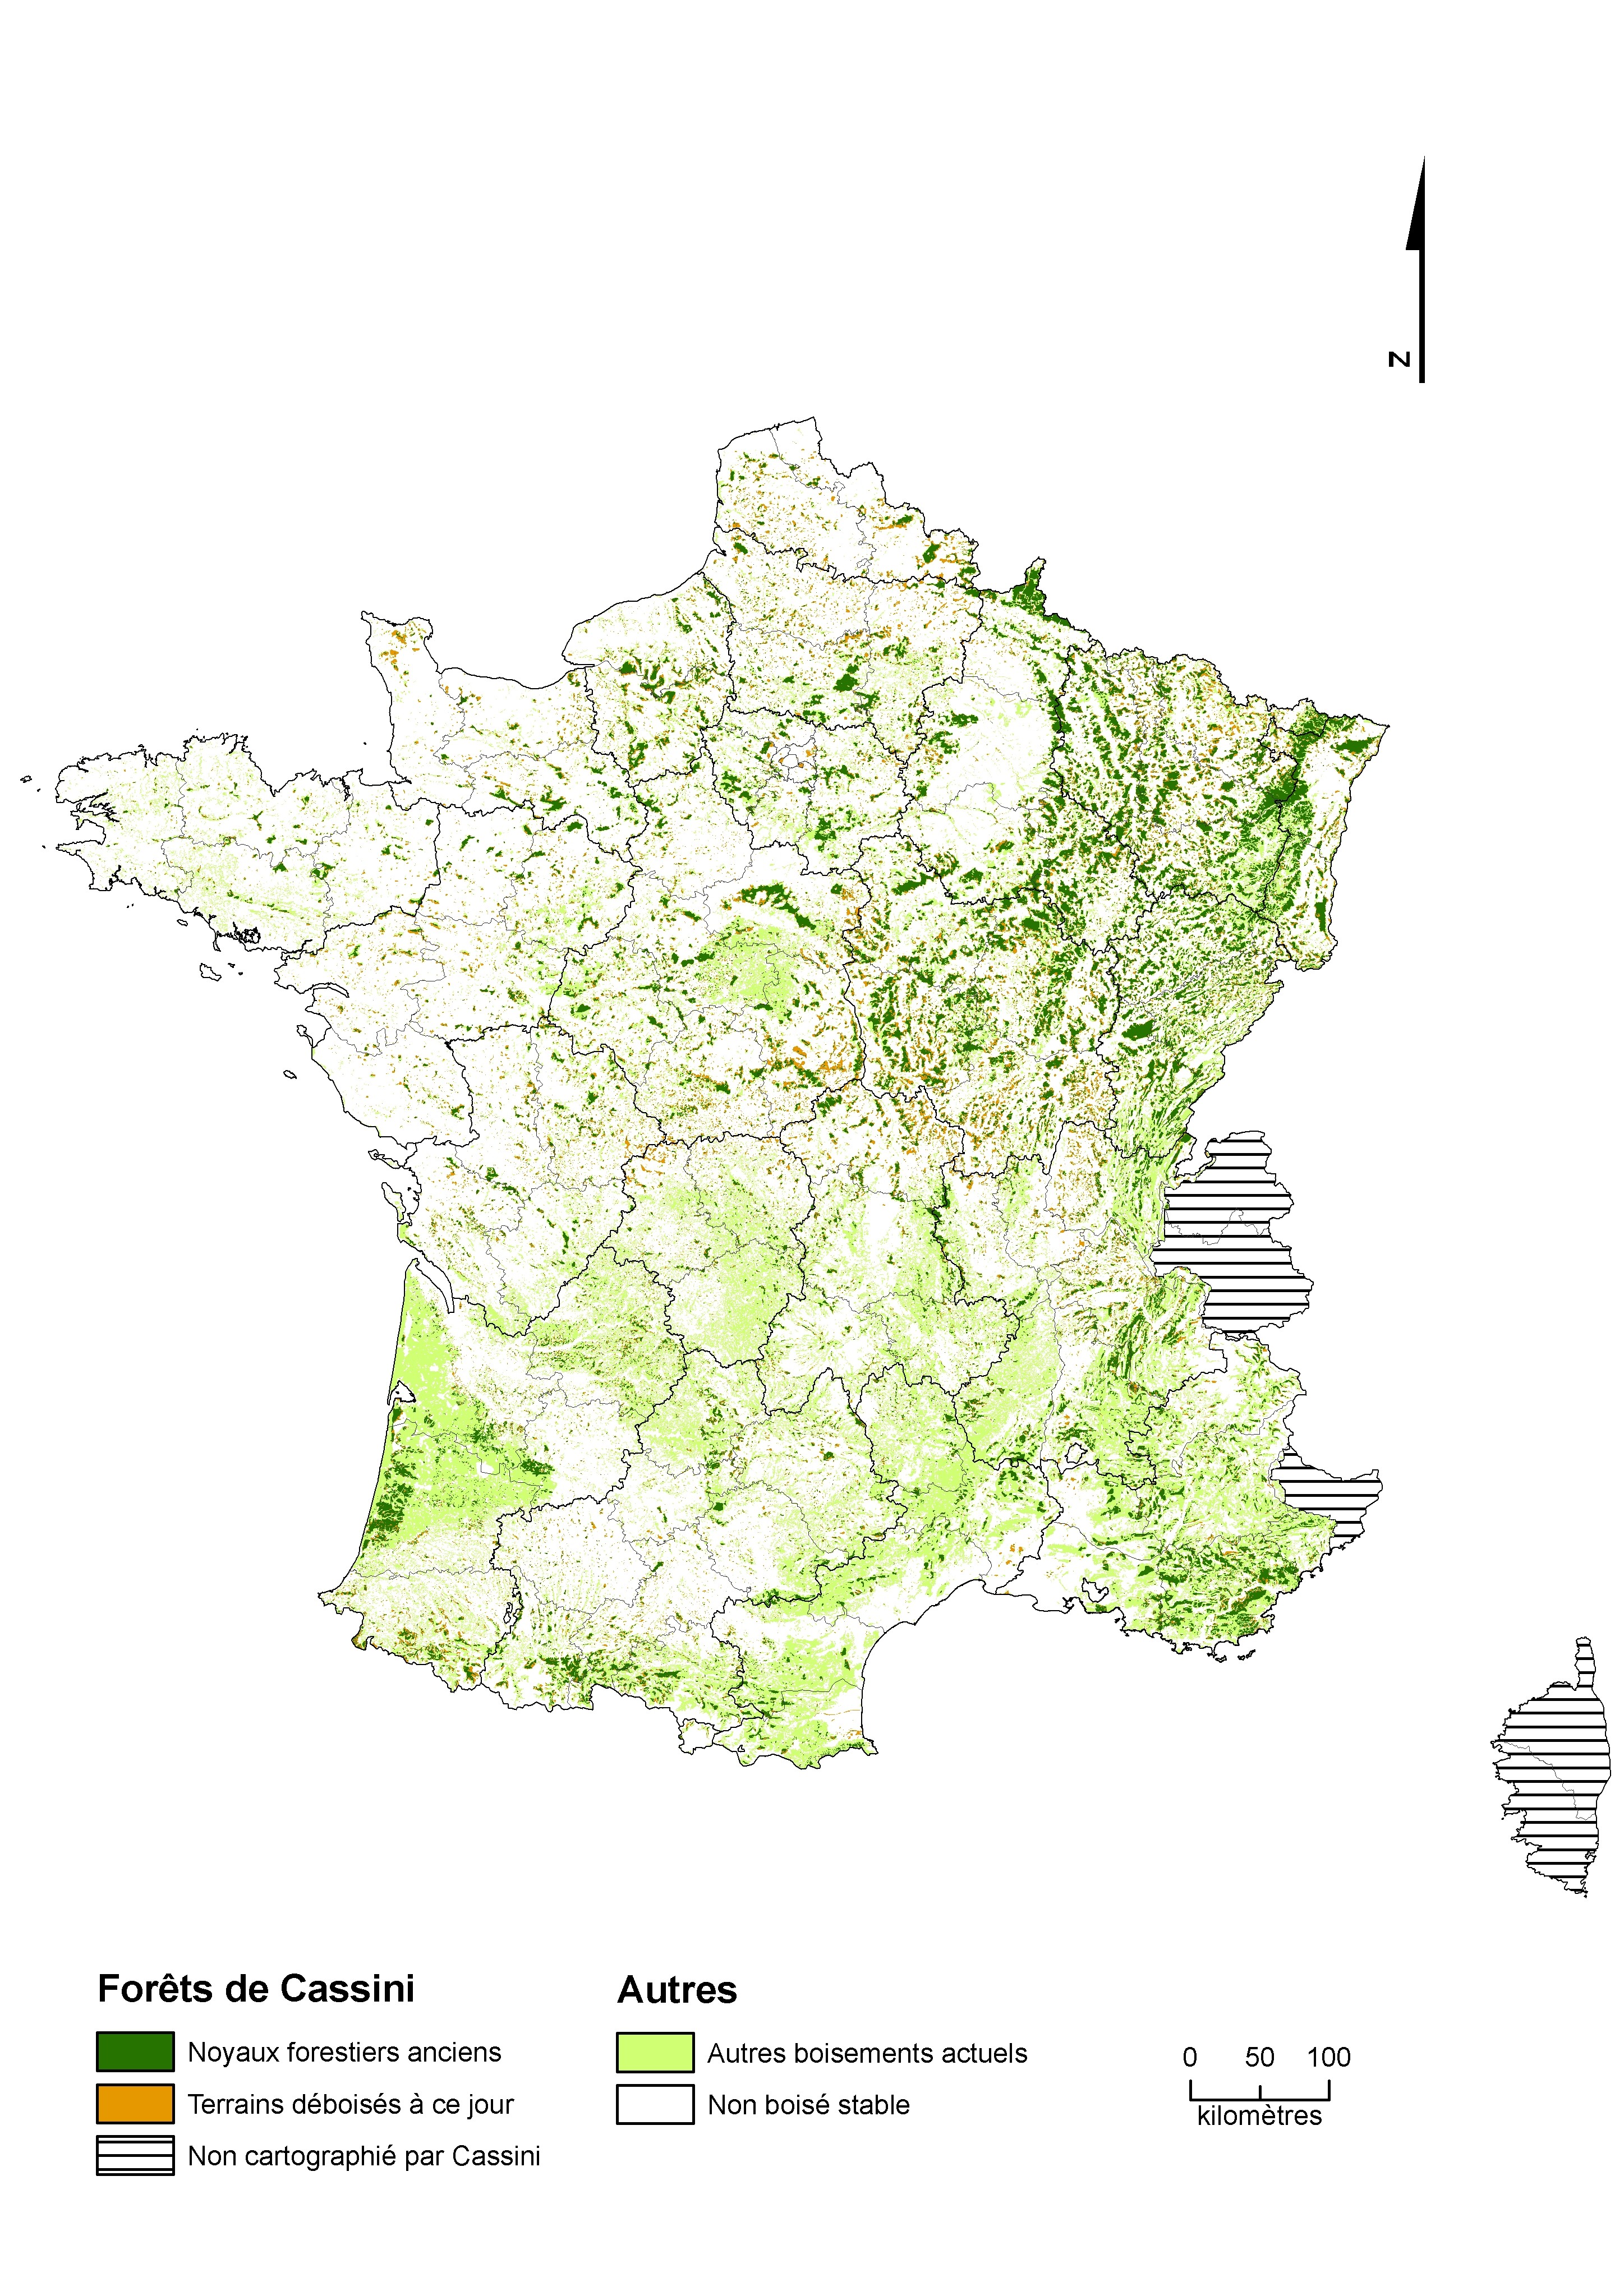 N
Forêts de Cassini
Noyaux forestiers anciens
Terrains déboisés à ce jour
Non cartographié par Cassini
Autres
Autres boisements actuels
Non boisé stable
0 50 100
kilomètres